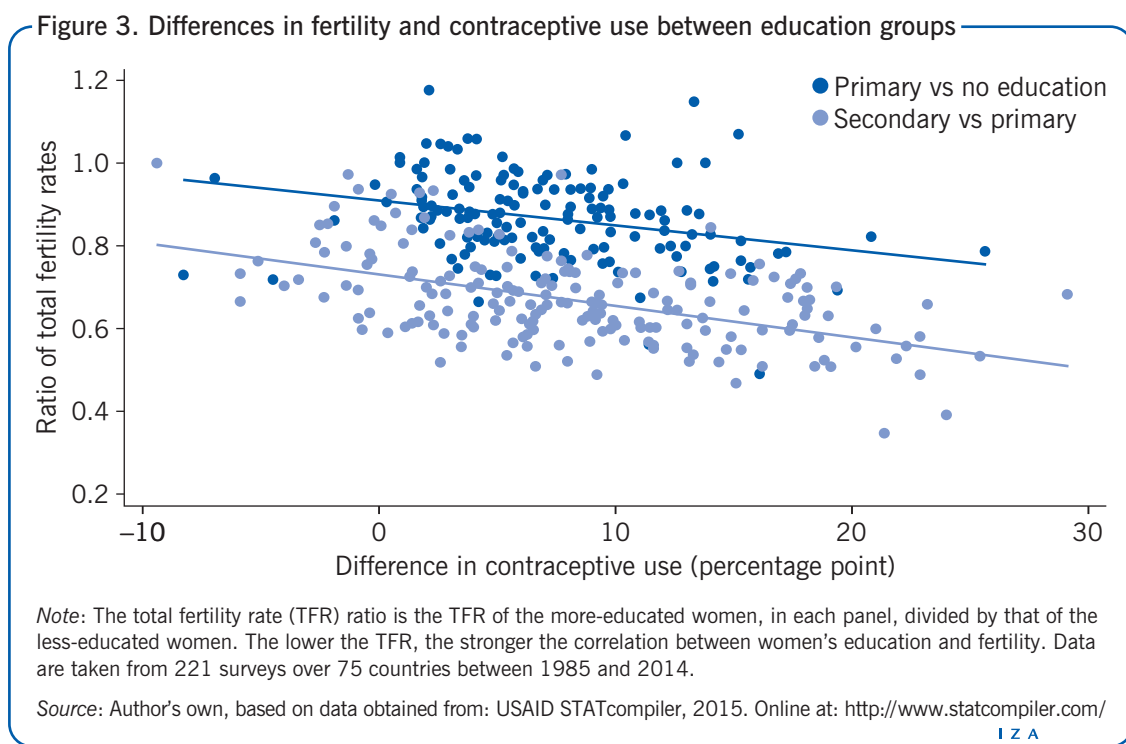 Figure 3. Differences in fertility and contraceptive use between education groups
1.2
1.0
0.8
0.6
0.4
0.2
Ratio of total fertility rates
Primary vs no education
Secondary vs primary
–10
0
10
20
30
Difference in contraceptive use (percentage point)
Note: The total fertility rate (TFR) ratio is the TFR of the more-educated women, in each panel, divided by that of the
less-educated women. The lower the TFR, the stronger the correlation between women's education and fertility. Data
are taken from 221 surveys over 75 countries between 1985 and 2014.
Source: Author's own, based on data obtained from: USAID STATcompiler, 2015. Online at: http://www.statcompiler.com/
I Z A